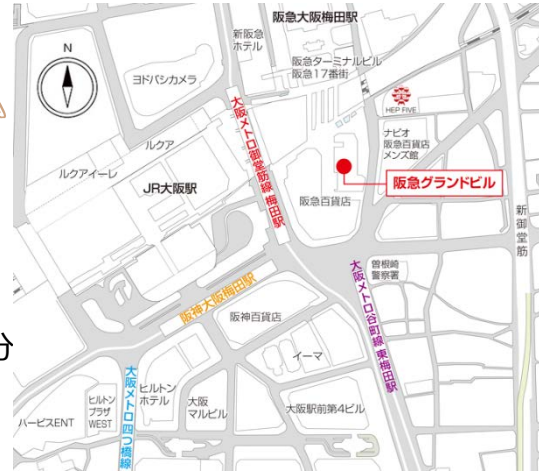 阪急大阪梅田駅
新阪急
ホテル
N
阪急ターミナルビル
阪急17番街
ヨドバシカメラ
HEP FIVE
大阪メトロ御堂筋線 梅田駅
ルクア
ナビオ
阪急百貨店
メンズ館
ルクアイーレ
JR大阪駅
阪急グランドビル
阪急百貨店
新御堂筋
曽根崎
警察署
大阪メトロ谷町線 東梅田駅
阪神大阪梅田駅
阪神百貨店
分
イーマ
ヒルトン
プラザ
WEST
ヒルトン
ホテル
大阪
マルビル
大阪駅前第4ビル
ハービスENT
大阪メトロ四つ橋線